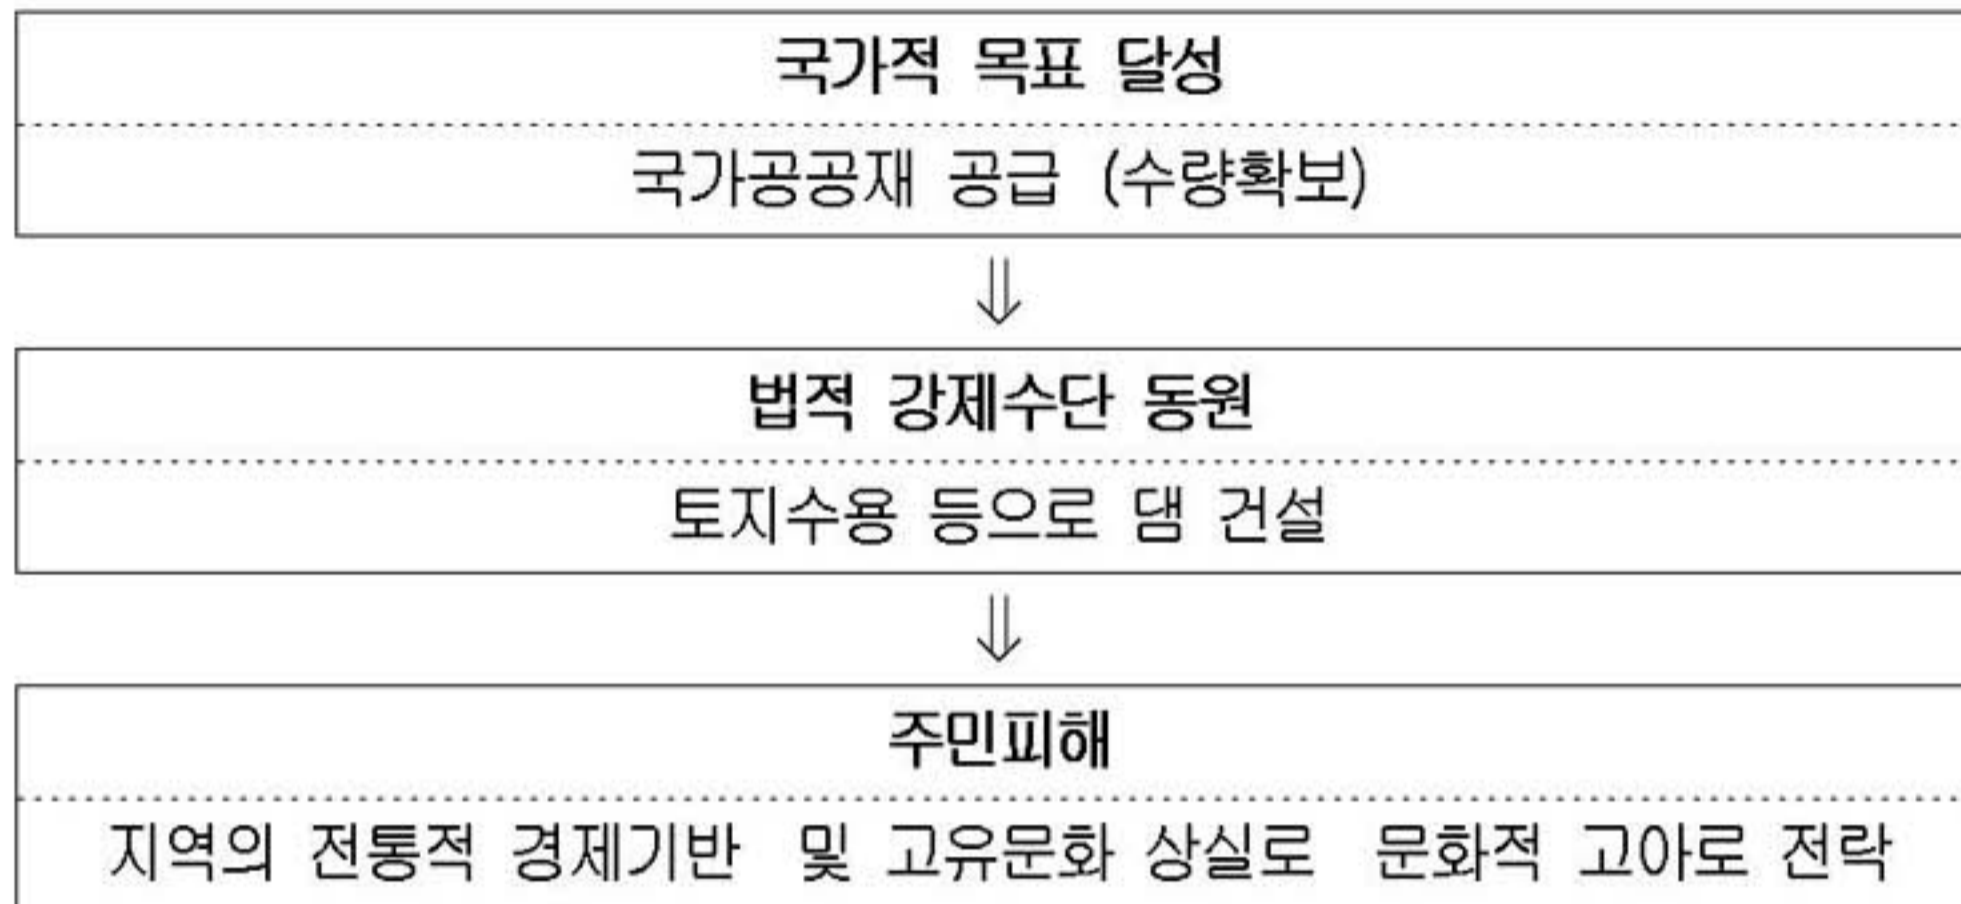 국가적 목표 달성
국가공공재 공급 (수량확보)
⇓
법적 강제수단 동원
토지수용 등으로 댐 건설
⇓
주민피해
지역의 전통적 경제기반 및 고유문화 상실로 문화적 고아로 전락